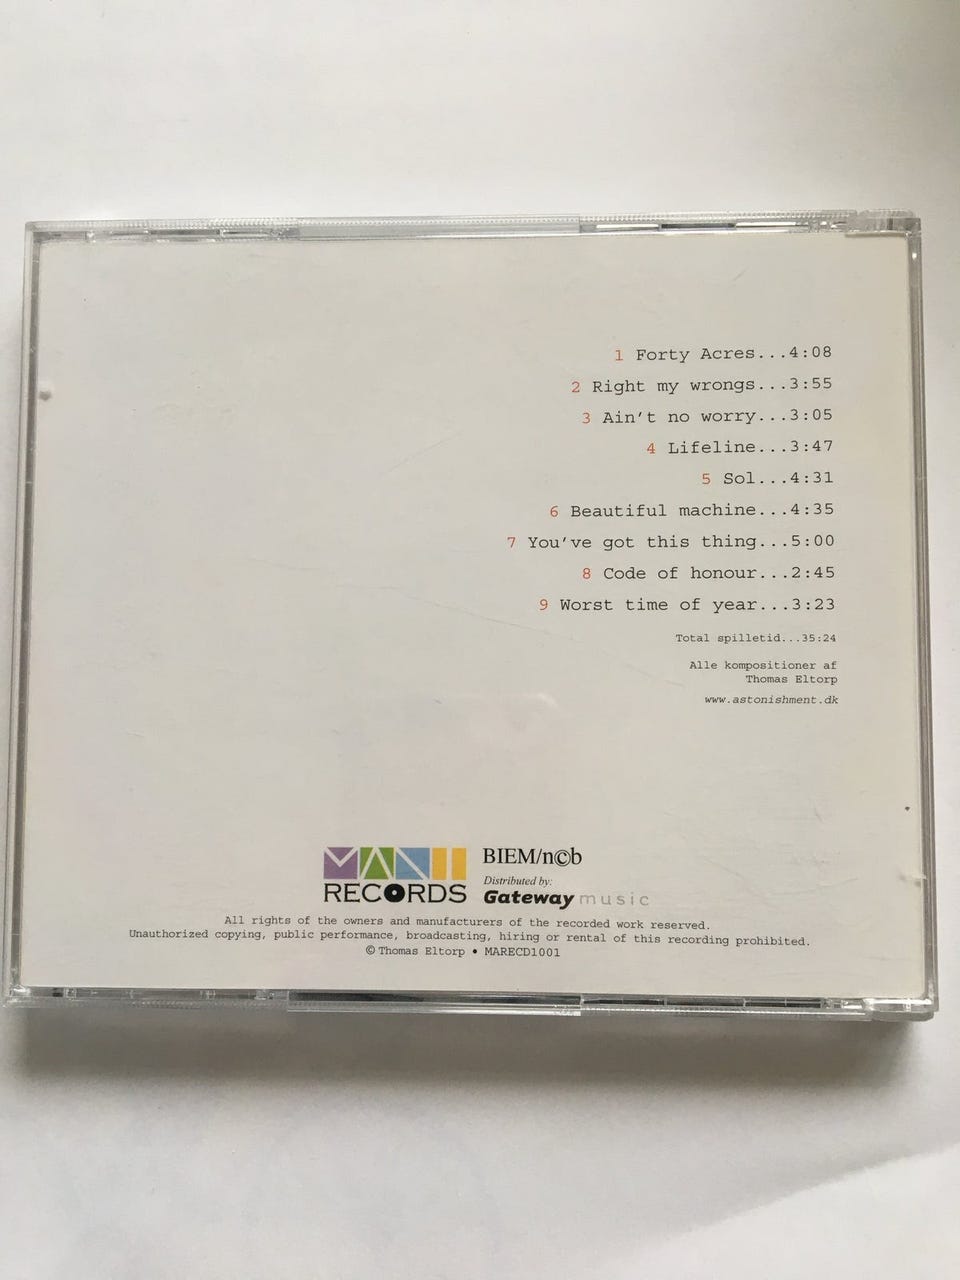 1 Forty Acres...4:08
2 Right my wrongs...3:55
3 Ain't no worry...3:05
4 Lifeline...3:47
5 Sol...4:31
6 Beautiful machine...4:35
7 You've got this thing...5:00
8 Code of honour...2:45
9 Worst time of year...3:23
Total spilletid...35:24
Alle kompositioner af
Thomas Eltorp
www.astonishment.dk
RECORDS
BIEM/n©b
Distributed by:
Gateway music
All rights of the owners and manufacturers of the recorded work reserved.
Unauthorized copying, public performance, broadcasting, hiring or rental of this recording prohibited.
© Thomas Eltorp • MARECD1001